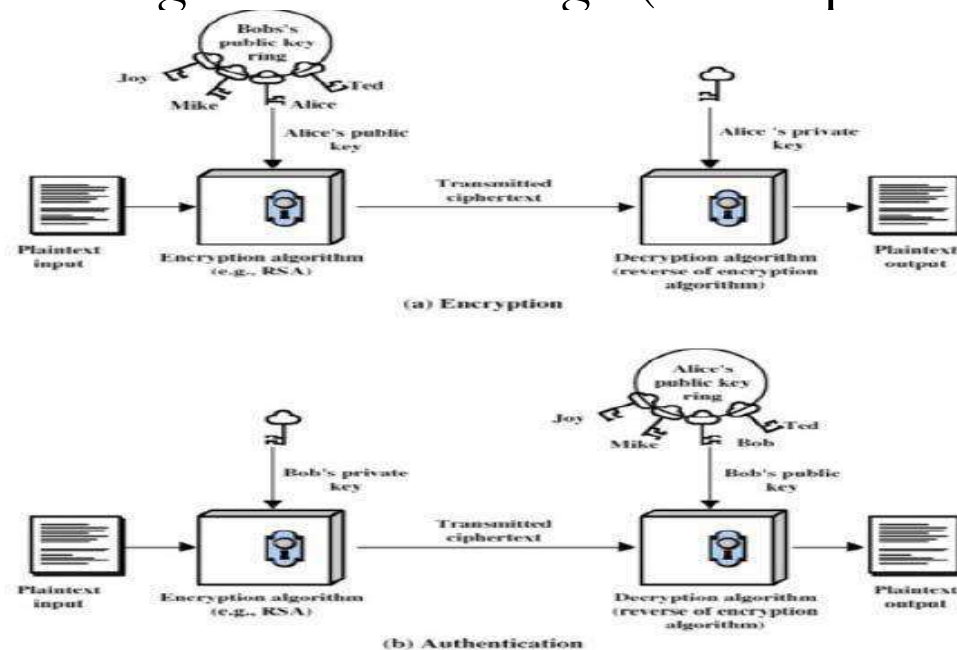 Bobs's
public key
ring
Joy
Ted
Mike
Alice
Alice's public
key
Alice 's private
key
Transmitted
ciphertext
Plaintext
input
Encryption algorithm
(e.g., RSA)
Decryption algorithm
(reverse of encryption
algorithm)
Plaintext
output
(a) Encryption
Alice's
public key
ring
Joy
Ted
Mike
Bob
Bob's private
key
Bob's public
key
Transmitted
ciphertext
Plaintext
input
Encryption algorithm
(e.g., RSA)
Decryption algorithm
(reverse of encryption
algorithm)
Plaintext
output
(b) Authentication